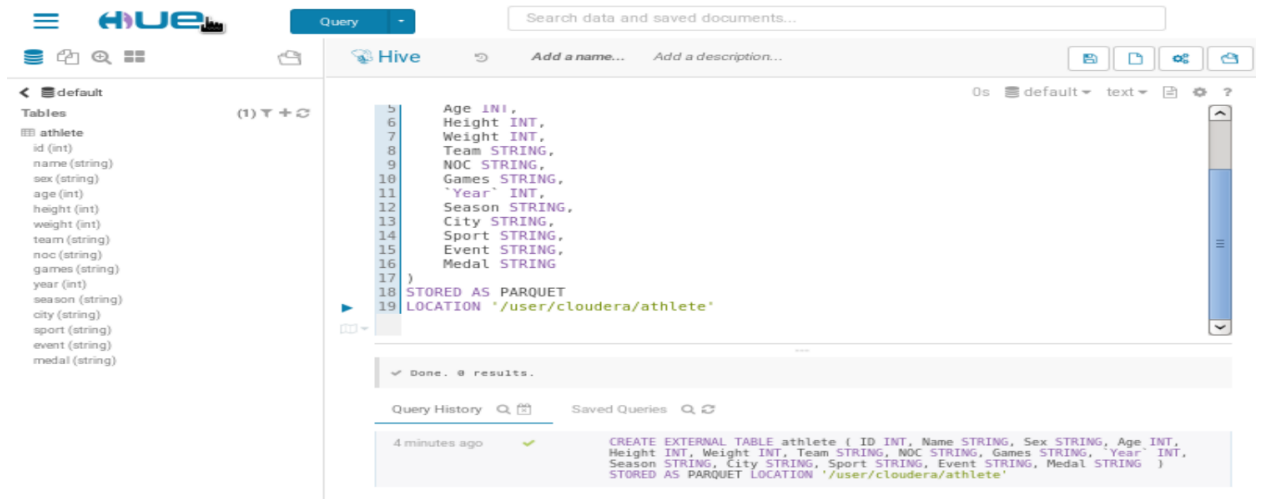 HUE
Query
Search data and saved documents...
Hive
Add a name...
Add a description...
default
Tables
(1)
athlete
id (int)
name (string)
sex (string)
age (int)
height (int)
weight (int)
team (string)
noc (string)
games (string)
year (int)
season (string)
city (string)
sport (string)
event (string)
medal (string)
0s default text ?
5 Age INT,
6 Height INT,
7 Weight INT,
8 Team STRING,
9 NOC STRING,
10 Games STRING,
11 `Year` INT,
12 Season STRING,
13 City STRING,
14 Sport STRING,
15 Event STRING,
16 Medal STRING
17 )
18 STORED AS PARQUET
19 LOCATION '/user/cloudera/athlete'
Done. 0 results.
Query History
Saved Queries
4 minutes ago
CREATE EXTERNAL TABLE athlete ( ID INT, Name STRING, Sex STRING, Age INT,
Height INT, Weight INT, Team STRING, NOC STRING, Games STRING, `Year` INT,
Season STRING, City STRING, Sport STRING, Event STRING, Medal STRING )
STORED AS PARQUET LOCATION '/user/cloudera/athlete'